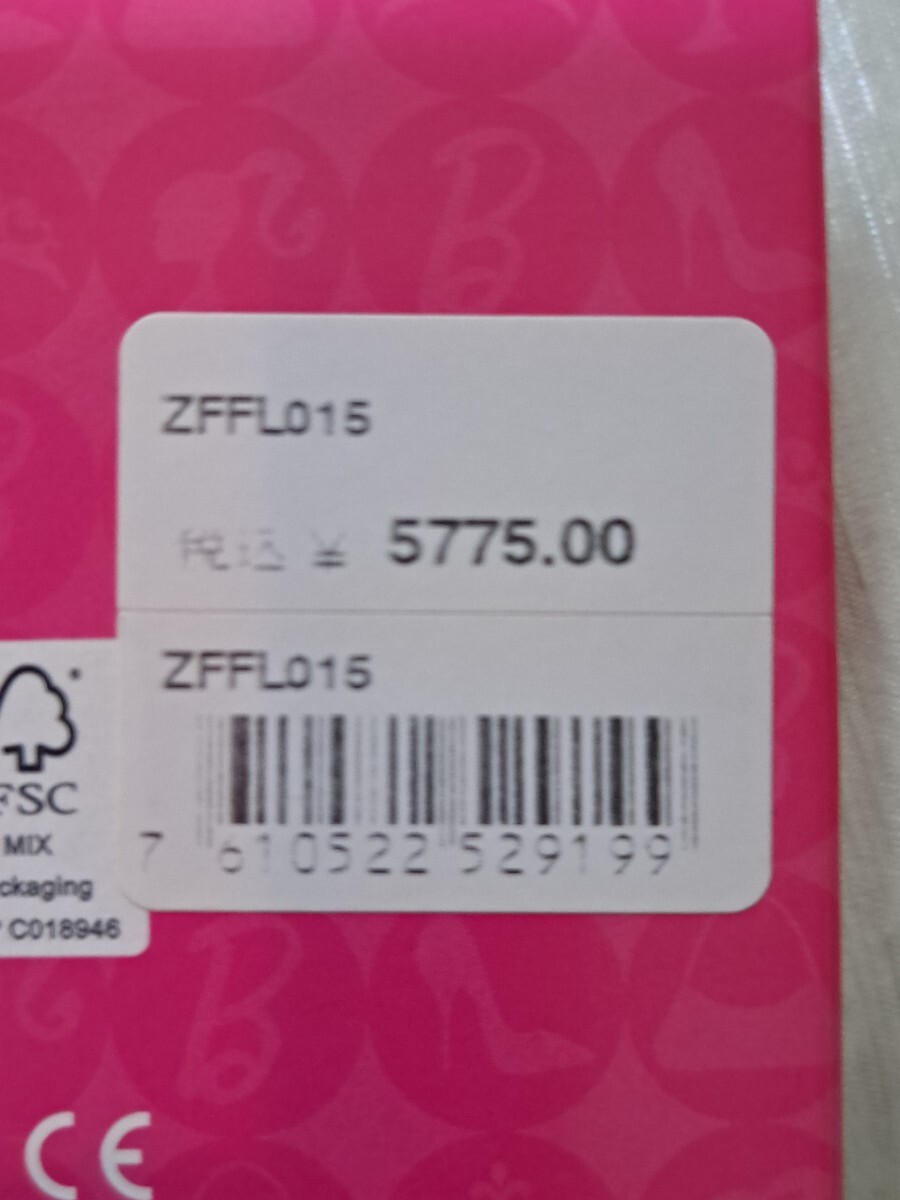 B
ZFFL015
税込 ¥ 5775.00
ZFFL015
7 610522 529199
FSC
MIX
ckaging
C018946
B
CE